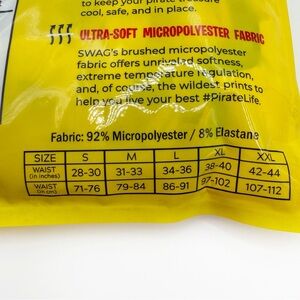 to keep your pirate treasure
cool, safe, and in place.
ULTRA-SOFT MICROPOLYESTER FABRIC
SWAG's brushed micropolyester
fabric offers unrivaled softness,
extreme temperature regulation,
and, of course, the wildest prints to
help you live your best #PirateLife.
Fabric: 92% Micropolyester / 8% Elastane
SIZE S M L XL XXL
WAIST (in inches) 28-30 31-33 34-36 38-40 42-44
WAIST (in cm) 71-76 79-84 86-91 97-102 107-112